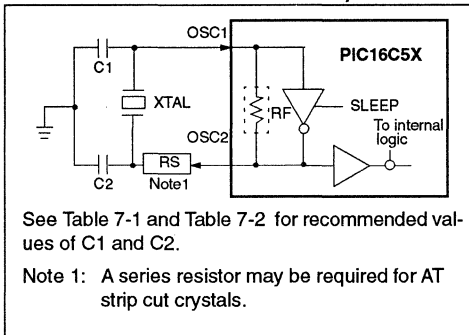 OSC1
PIC16C5X
C1
XTAL
RF
SLEEP
To internal
logic
OSC2
RS
C2
Note1
See Table 7-1 and Table 7-2 for recommended val-
ues of C1 and C2.
Note 1: A series resistor may be required for AT
strip cut crystals.